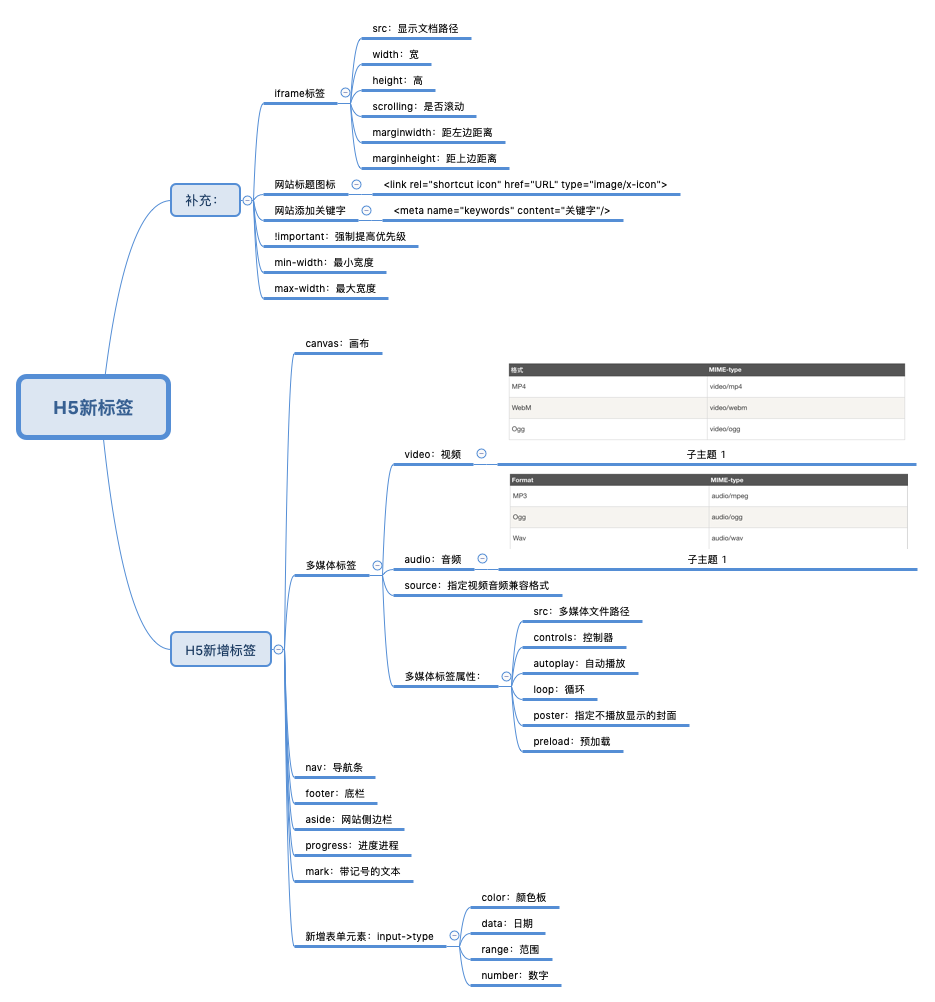 H5新标签
补充：
iframe标签
src：显示文档路径
width：宽
height：高
scrolling：是否滚动
marginwidth：距左边距离
marginheight：距上边距离
网站标题图标
<link rel="shortcut icon" href="URL" type="image/x-icon">
网站添加关键字
<meta name="keywords" content="关键字"/>
!important：强制提高优先级
min-width：最小宽度
max-width：最大宽度
H5新增标签
canvas：画布
多媒体标签
video：视频
格式 MIME-type
MP4 video/mp4
WebM video/webm
Ogg video/ogg
子主题 1
audio：音频
Format MIME-type
MP3 audio/mpeg
Ogg audio/ogg
Wav audio/wav
子主题 1
source：指定视频音频兼容格式
多媒体标签属性：
src：多媒体文件路径
controls：控制器
autoplay：自动播放
loop：循环
poster：指定不播放显示的封面
preload：预加载
nav：导航条
footer：底栏
aside：网站侧边栏
progress：进度进程
mark：带记号的文本
新增表单元素：input->type
color：颜色板
data：日期
range：范围
number：数字